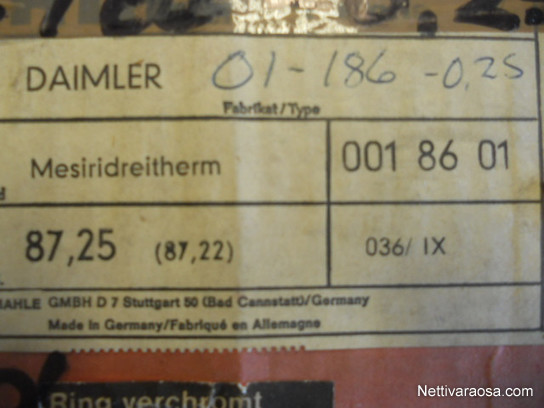 DAIMLER 01-186 -0,25
Fabrikat/Type
Mesiridreitherm 001 86 01
87,25 (87,22) 036/ IX
MAHLE GMBH D 7 Stuttgart 50 (Bad Cannstatt)/Germany
Made in Germany/Fabriqué en Allemagne
Ring verchromt
Nettivaraosa.com